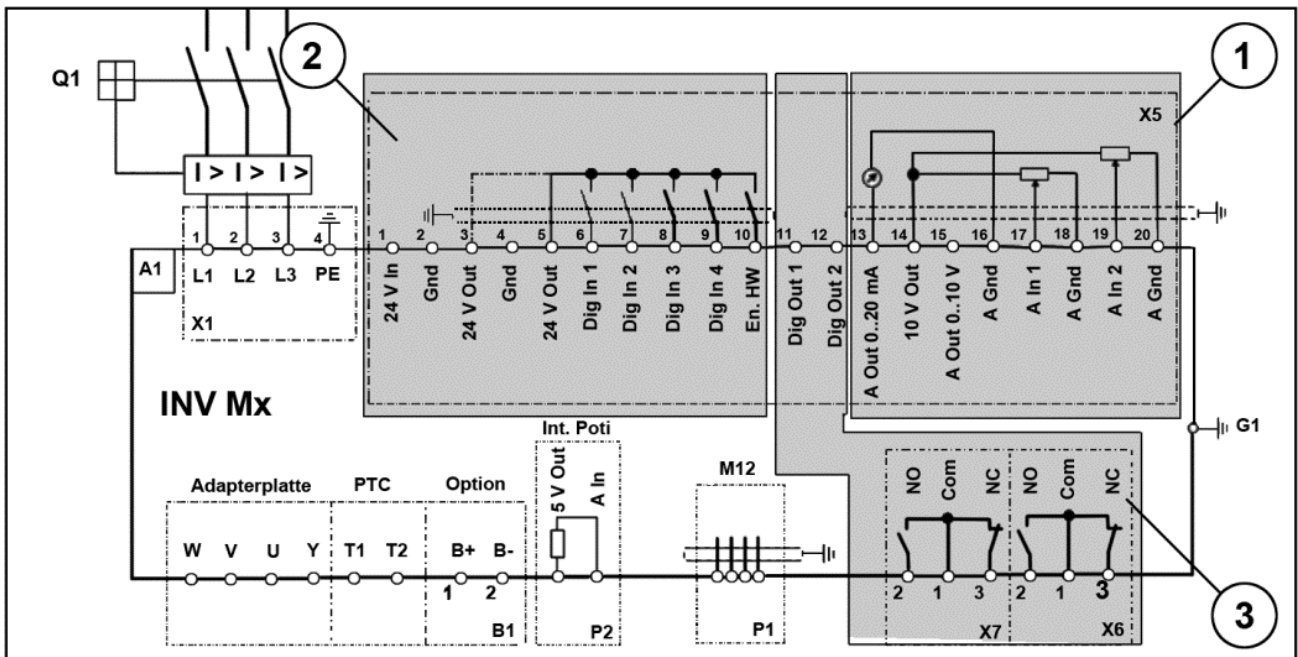 2 1
Q1
X5
I > I > I >
1 2 3 4 1 2 3 4 5 6 7 8 9 10 11 12 13 14 15 16 17 18 19 20
A1
L1 L2 L3 PE
X1
24 V In
Gnd
24 V Out
Gnd
24 V Out
Dig In 1
Dig In 2
Dig In 3
Dig In 4
En. HW
Dig Out 1
Dig Out 2
A Out 0..20 mA
10 V Out
A Out 0..10 V
A Gnd
A In 1
A Gnd
A In 2
A Gnd
INV Mx
G1
Int. Poti
5 V Out
A In
M12
Adapterplatte PTC Option
NO Com NC NO Com NC
W V U Y T1 T2 B+ B-
1 2
2 1 3 2 1 3
B1 P2 P1 X7 X6
3